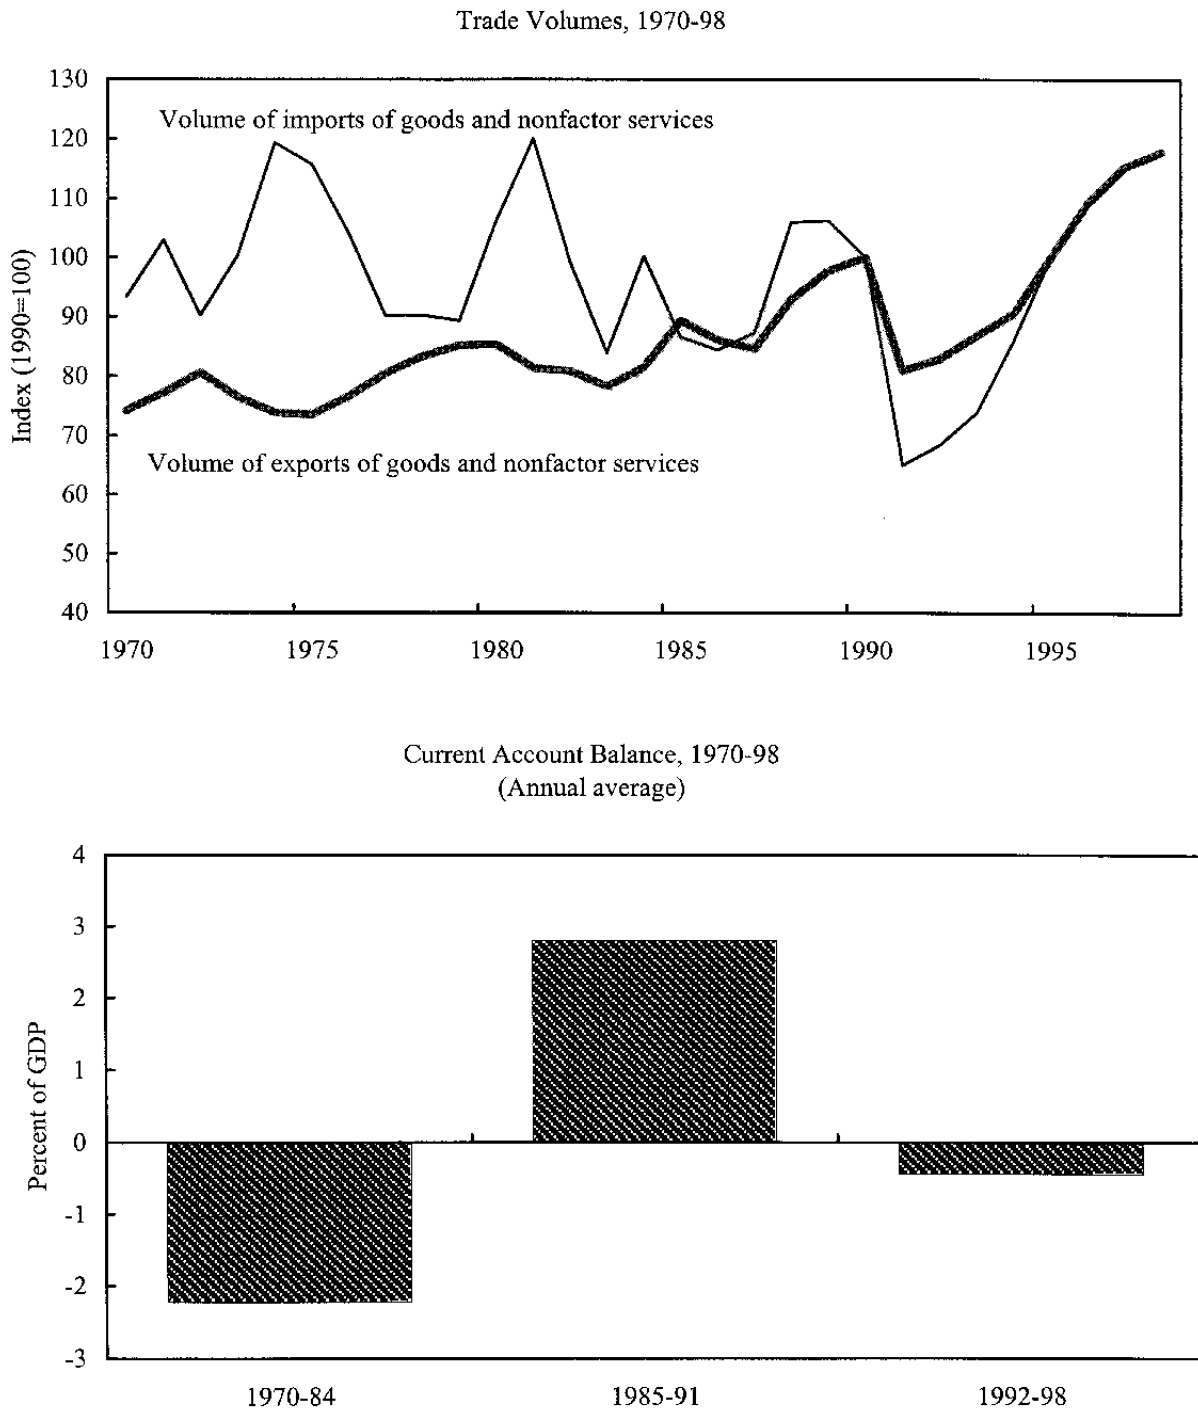 Trade Volumes, 1970-98
130
Volume of imports of goods and nonfactor services
120
110
100
90
80
70
Volume of exports of goods and nonfactor services
60
50
40
Index (1990=100)
1970 1975 1980 1985 1990 1995
Current Account Balance, 1970-98
(Annual average)
4
3
2
1
0
-1
-2
-3
Percent of GDP
1970-84 1985-91 1992-98